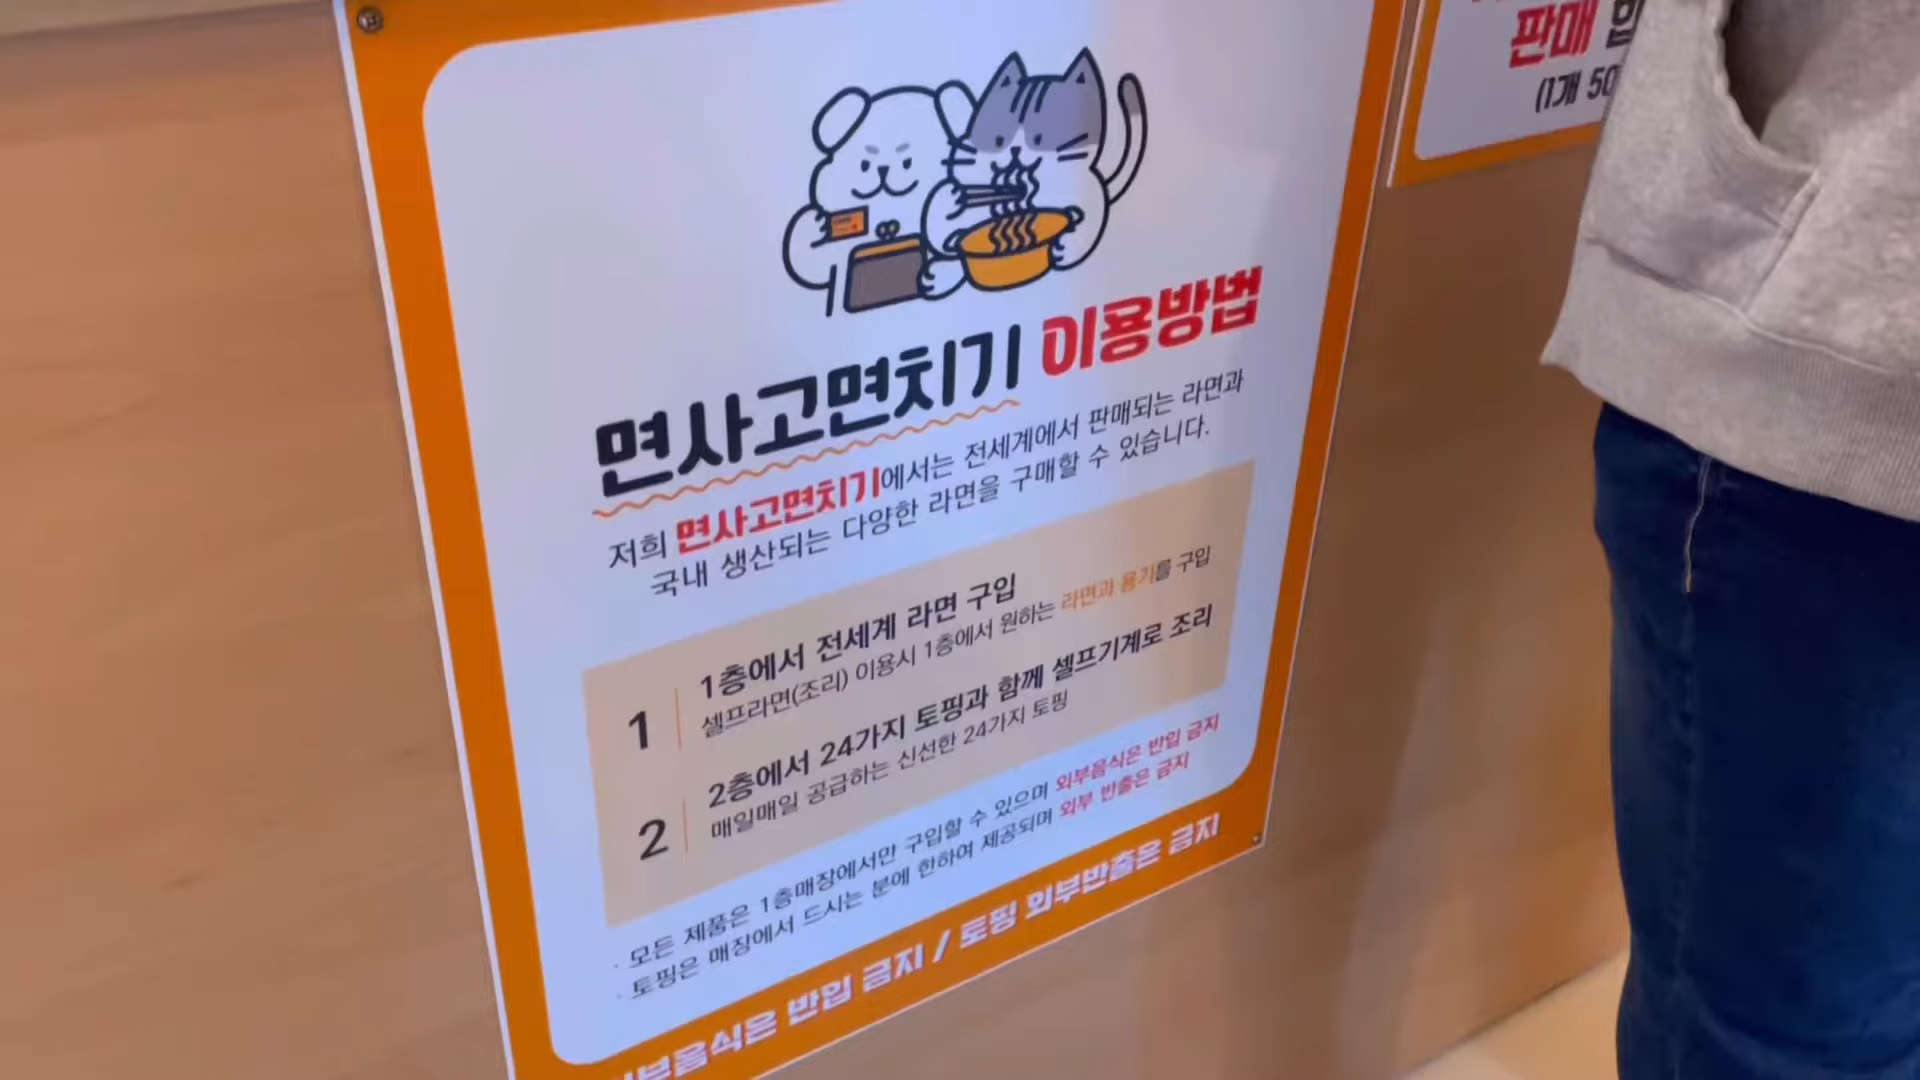 면사고면치기 이용방법
저희 면사고면치기에서는 전세계에서 판매되는 라면과
국내 생산되는 다양한 라면을 구매할 수 있습니다.
1
1층에서 전세계 라면 구입
셀프라면(조리) 이용시 1층에서 원하는 라면과 용기를 구입
2
2층에서 24가지 토핑과 함께 셀프기계로 조리
매일매일 공급하는 신선한 24가지 토핑
· 모든 제품은 1층매장에서만 구입할 수 있으며 외부음식은 반입 금지
· 토핑은 매장에서 드시는 분에 한하여 제공되며 외부 반출은 금지
반입 금지 / 토핑 외부반출은 금지
판매
(1개